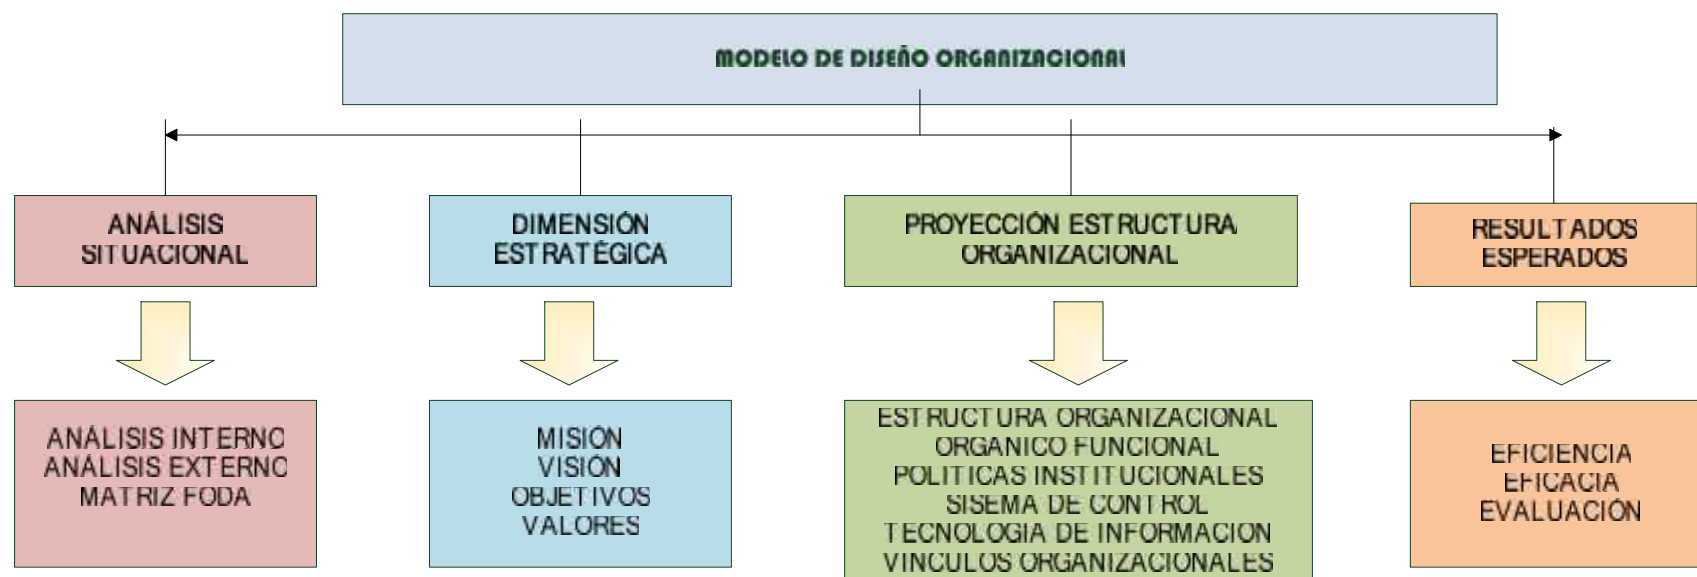 MODELO DE DISEÑO ORGANIZACIONAL
ANÁLISIS
SITUACIONAL
DIMENSIÓN
ESTRATÉGICA
PROYECCIÓN ESTRUCTURA
ORGANIZACIONAL
RESULTADOS
ESPERADOS
ANÁLISIS INTERNO
ANÁLISIS EXTERNO
MATRIZ FODA
MISIÓN
VISIÓN
OBJETIVOS
VALORES
ESTRUCTURA ORGANIZACIONAL
ORGANICO FUNCIONAL
POLITICAS INSTITUCIONALES
SISEMA DE CONTROL
TECNOLOGIA DE INFORMACION
VINCULOS ORGANIZACIONALES
EFICIENCIA
EFICACIA
EVALUACIÓN